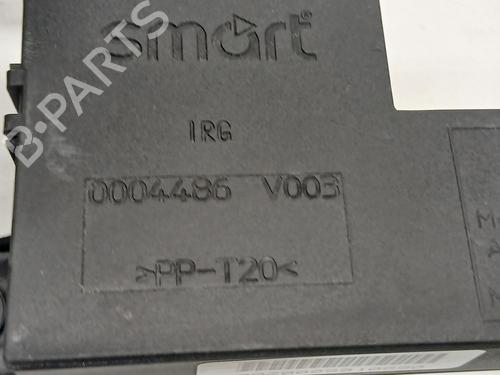 smart
IRG
0004486 V003
>PP-T20<
B-PARTS